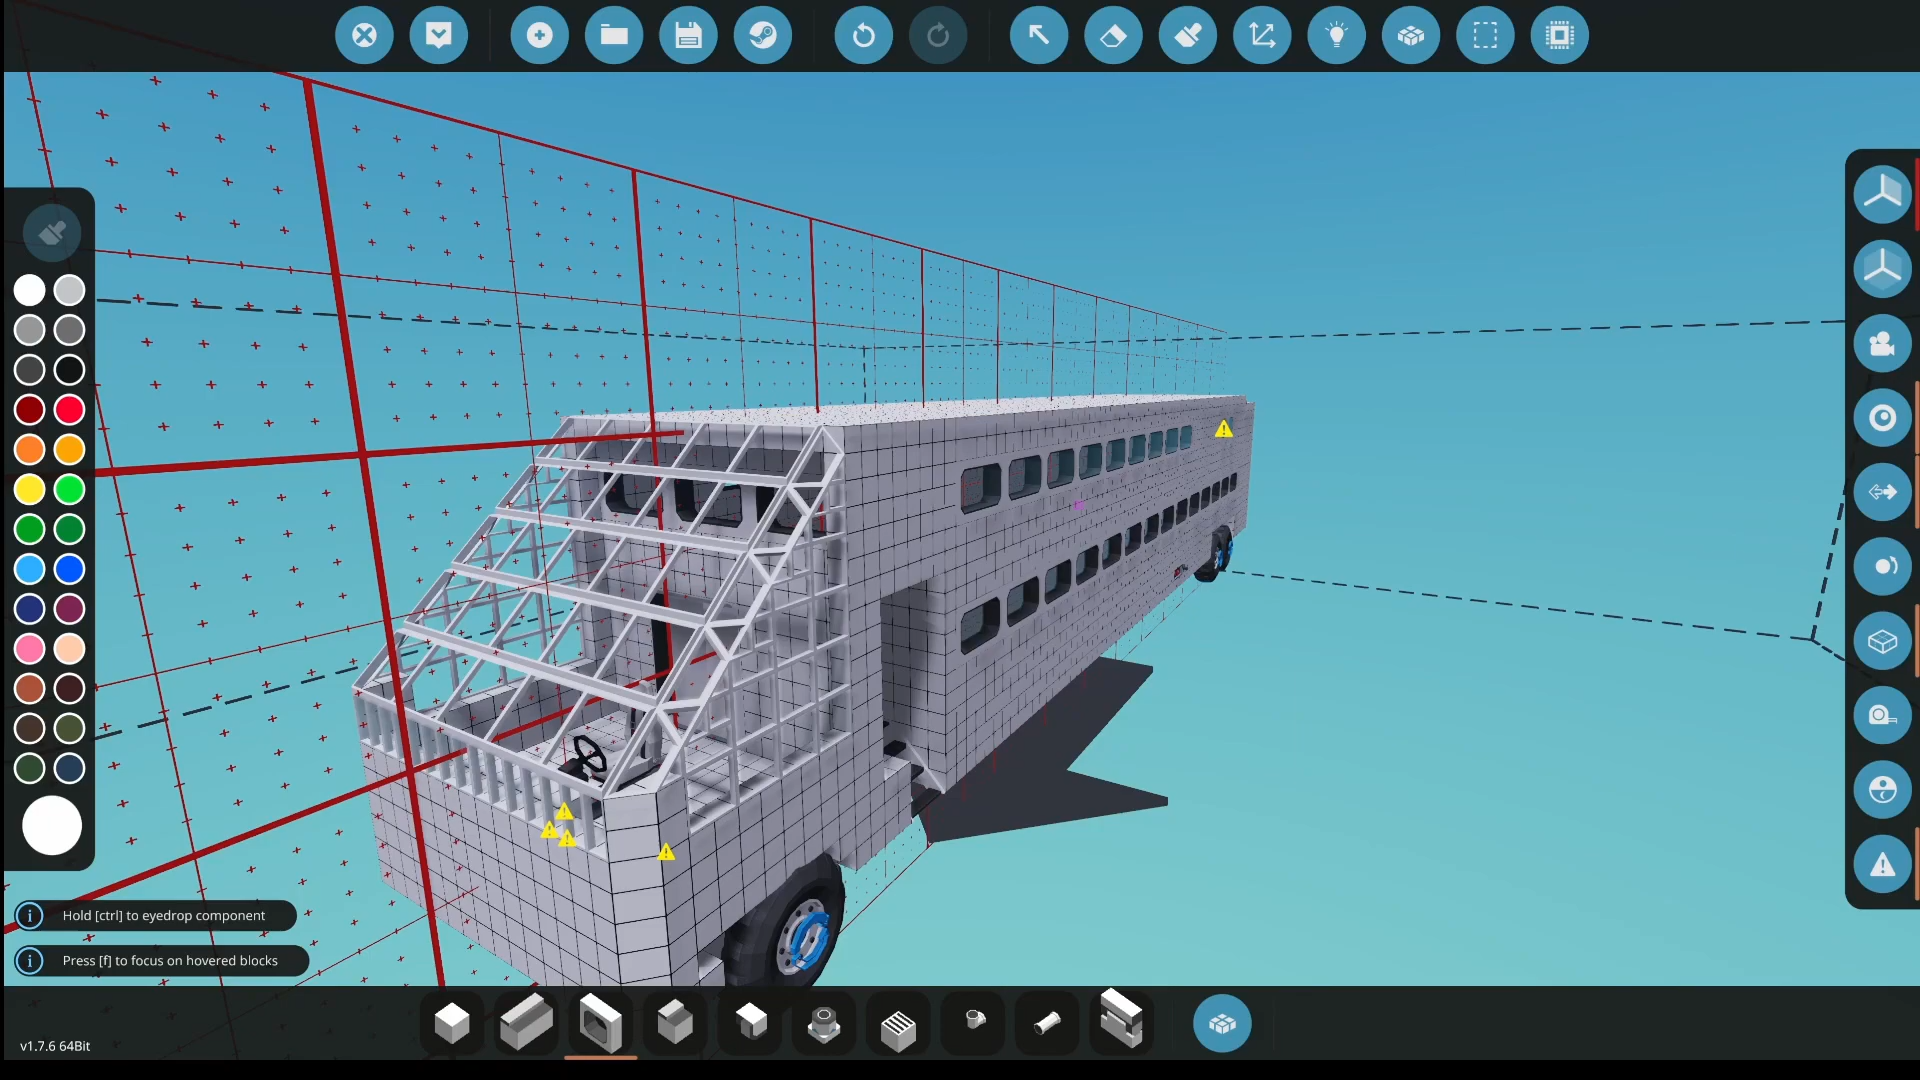 Hold [ctrl] to eyedrop component
Press [f] to focus on hovered blocks
v1.7.6 64Bit